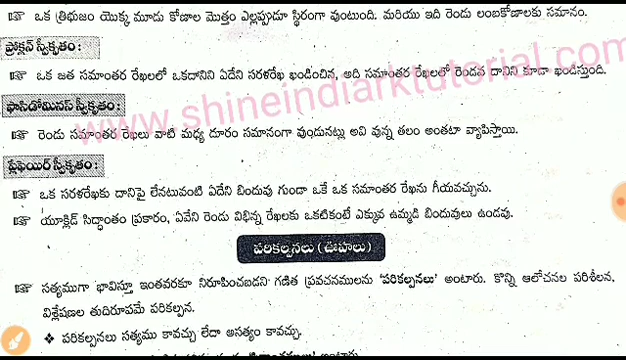 ☞ ఒక త్రిభుజం యొక్క మూడు కోణాల మొత్తం ఎల్లప్పుడూ స్థిరంగా వుంటుంది. మరియు ఇది రెండు లంబకోణాలకు సమానం.
ప్రోక్లస్ స్వీకృతం :
☞ ఒక జత సమాంతర రేఖలలో ఒకదానిని ఏదేని సరళరేఖ ఖండించిన, అది సమాంతర రేఖలలో రెండవ దానిని కూడా ఖండిస్తుంది.
www.shineindiarktutorial.com
పొసిడోమినస్ స్వీకృతం :
☞ రెండు సమాంతర రేఖలు వాటి మధ్య దూరం సమానంగా వుండునట్లు అవి వున్న తలం అంతటా వ్యాపిస్తాయి.
ప్లేఫెయిర్ స్వీకృతం :
☞ ఒక సరళరేఖకు దానిపై లేనటువంటి ఏదేని బిందువు గుండా ఒకే ఒక సమాంతర రేఖను గీయవచ్చును.
☞ యూక్లిడ్ సిద్ధాంతం ప్రకారం, ఏవేని రెండు విభిన్న రేఖలకు ఒకటికంటే ఎక్కువ ఉమ్మడి బిందువులు ఉండవు.
పరికల్పనలు (ఊహలు)
☞ సత్యముగా భావిస్తూ ఇంతవరకూ నిరూపించబడని గణిత ప్రవచనములను 'పరికల్పనలు' అంటారు. కొన్ని ఆలోచనల పరిశీలన,
విశ్లేషణల తుదిరూపమే పరికల్పన.
❖ పరికల్పనలు సత్యము కావచ్చు లేదా అసత్యం కావచ్చు.